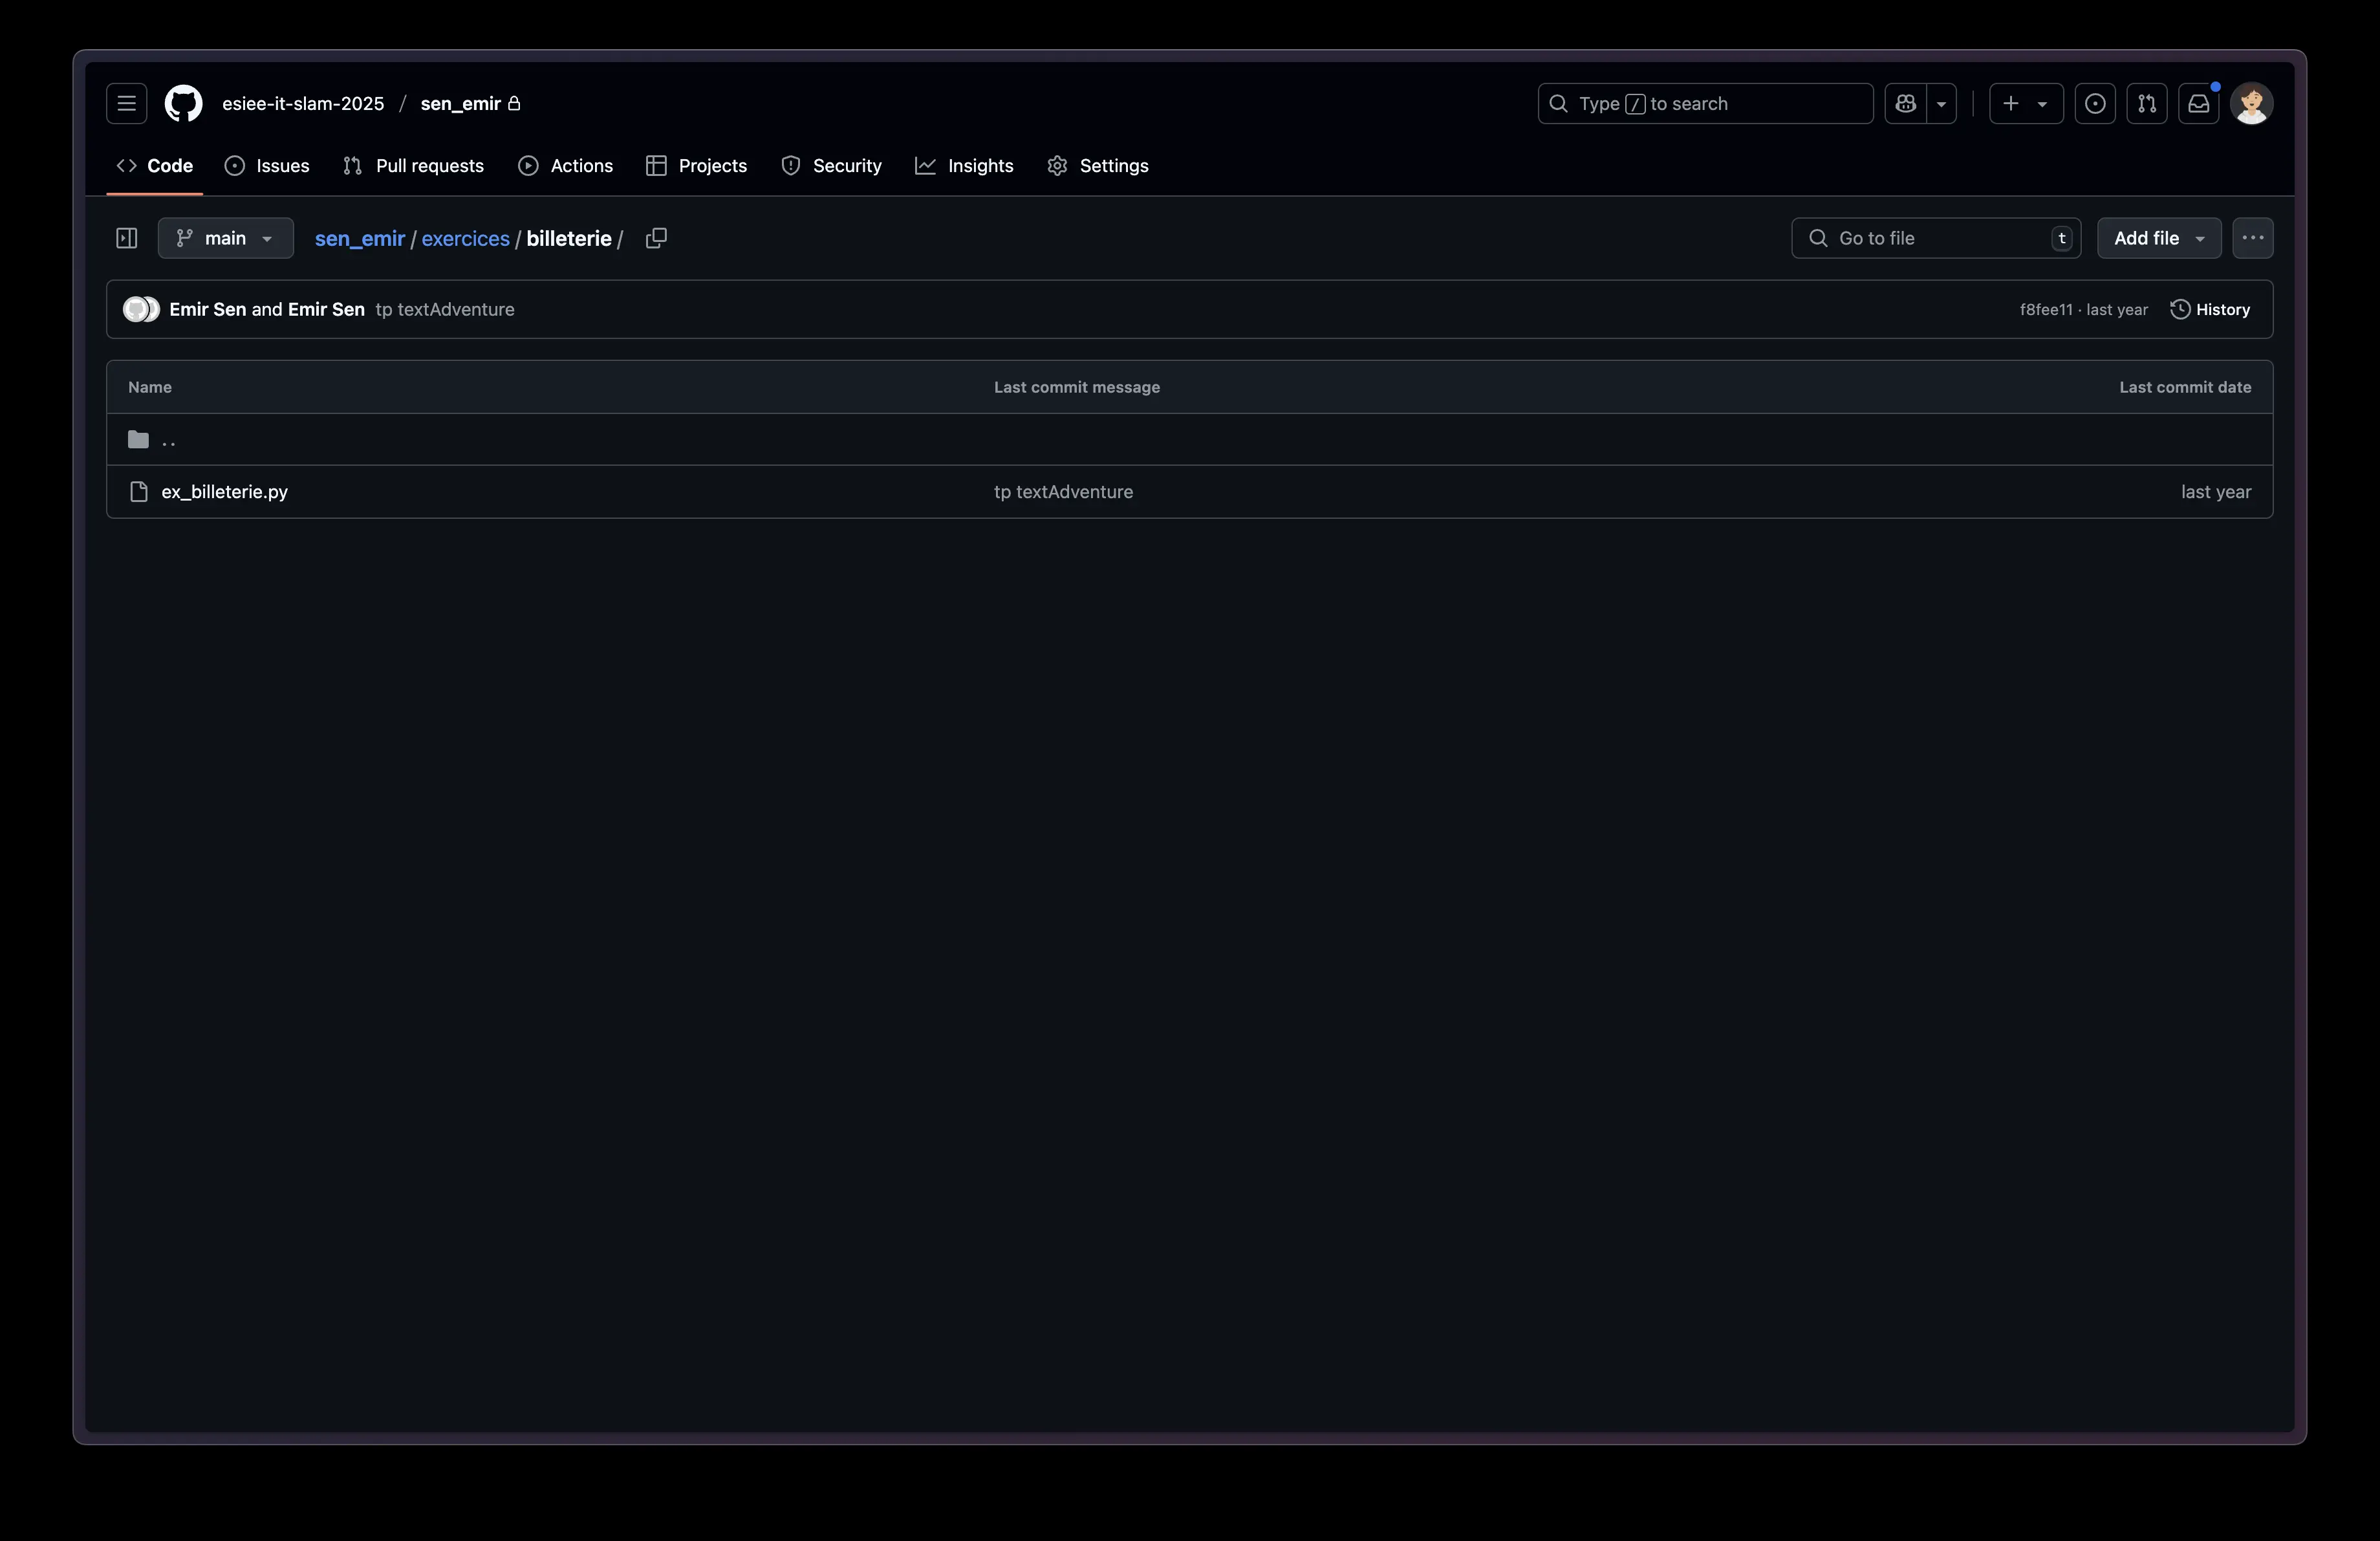 esiee-it-slam-2025 / sen_emir
Type / to search
Code Issues Pull requests Actions Projects Security Insights Settings
main
sen_emir / exercices / billeterie /
Go to file t
Add file
Emir Sen and Emir Sen tp textAdventure
f8fee11 · last year
History
Name Last commit message Last commit date
..
ex_billeterie.py tp textAdventure last year